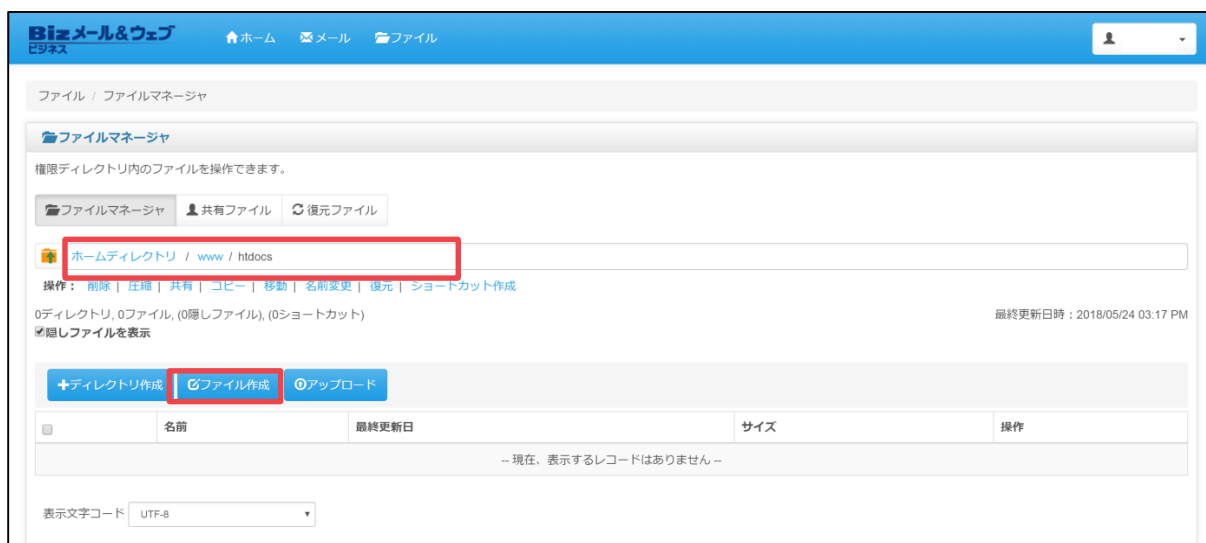 Bizメール&ウェブ
ビジネス
ホーム メール ファイル
ファイル / ファイルマネージャ
ファイルマネージャ
権限ディレクトリ内のファイルを操作できます。
ファイルマネージャ 共有ファイル 復元ファイル
ホームディレクトリ / www / htdocs
操作： 削除 | 圧縮 | 共有 | コピー | 移動 | 名前変更 | 復元 | ショートカット作成
0ディレクトリ, 0ファイル, (0隠しファイル), (0ショートカット) 最終更新日時：2018/05/24 03:17 PM
隠しファイルを表示
ディレクトリ作成 ファイル作成 アップロード
名前 最終更新日 サイズ 操作
-- 現在、表示するレコードはありません --
表示文字コード UTF-8